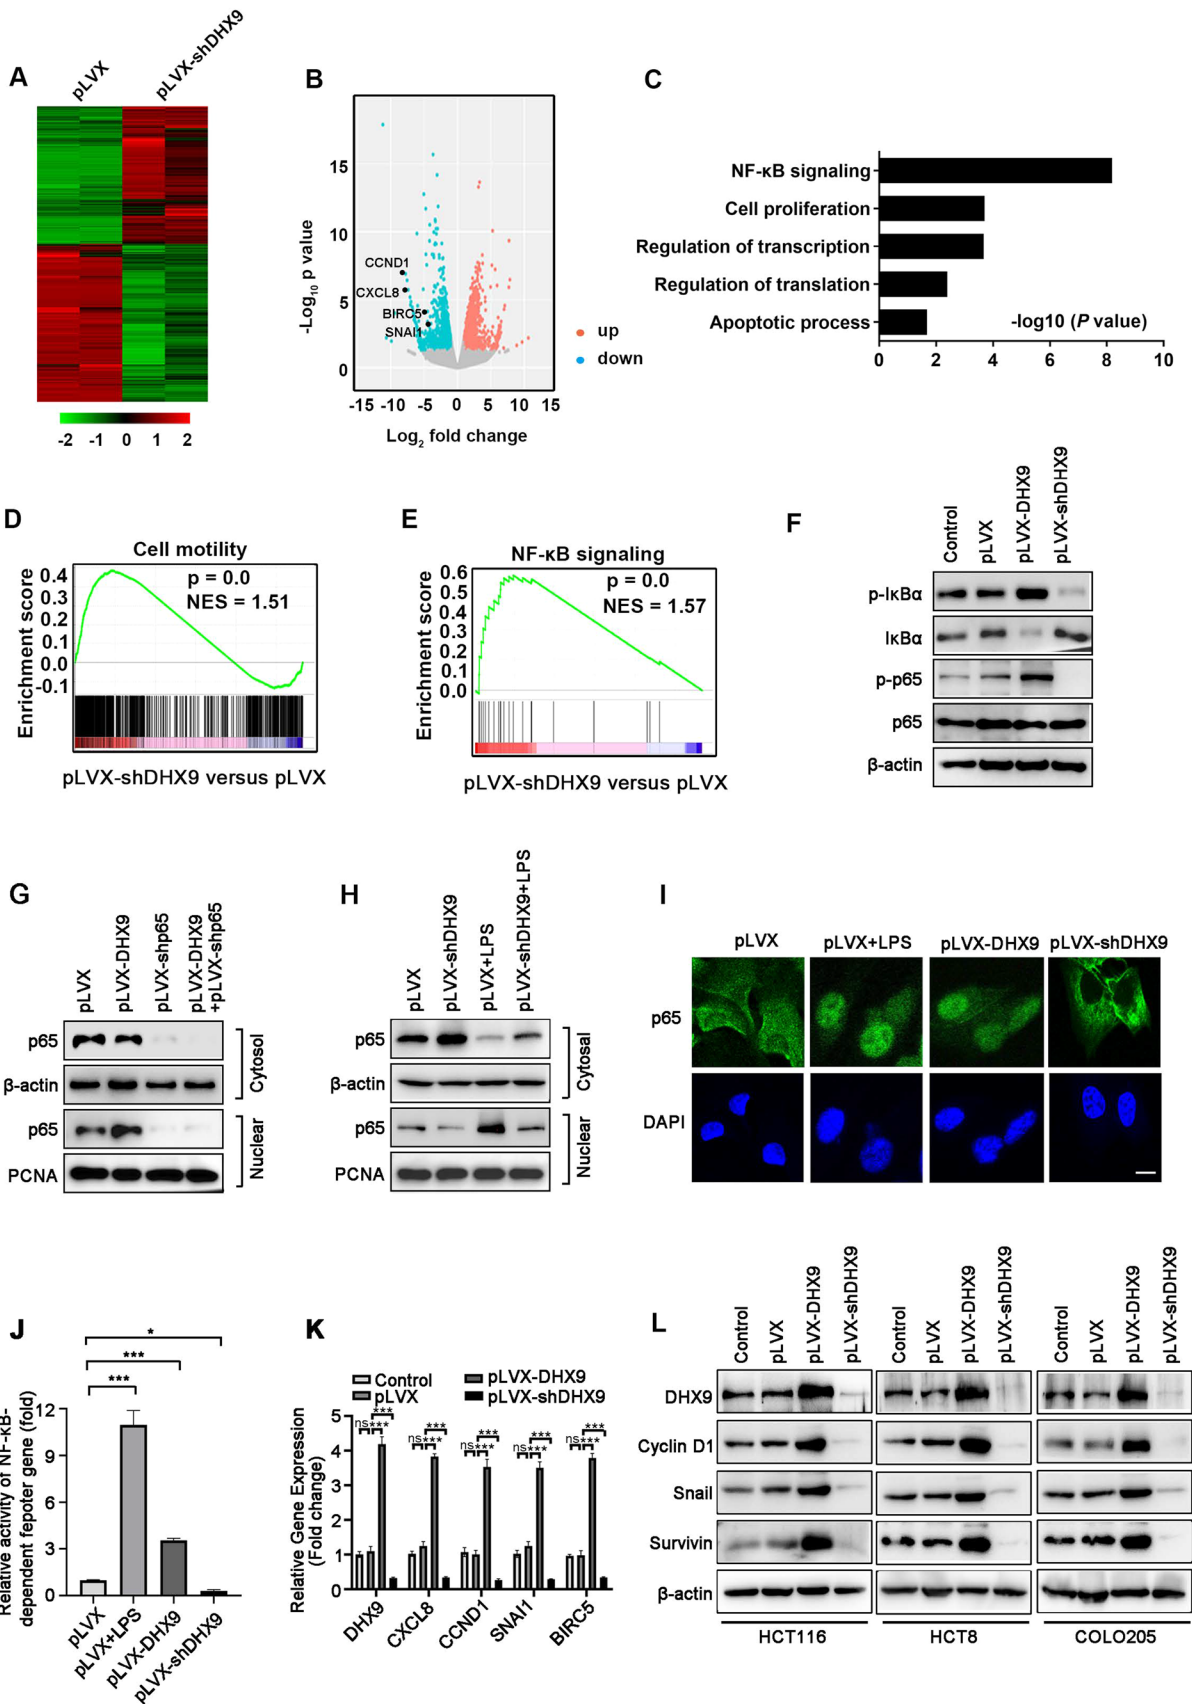 A
pLVX
pLVX-shDHX9
-2 -1 0 1 2
B
-Log10 p value
15
10
5
0
CCND1
CXCL8
BIRC5
SNAI1
up
down
-15 -10 -5 0 5 10 15
Log2 fold change
C
NF-κB signaling
Cell proliferation
Regulation of transcription
Regulation of translation
Apoptotic process
-log10 (P value)
0 2 4 6 8 10
D
Cell motility
Enrichment score
0.4
0.3
0.2
0.1
0.0
-0.1
p = 0.0
NES = 1.51
pLVX-shDHX9 versus pLVX
E
NF-κB signaling
Enrichment score
0.6
0.5
0.4
0.3
0.2
0.1
0.0
p = 0.0
NES = 1.57
pLVX-shDHX9 versus pLVX
F
Control
pLVX
pLVX-DHX9
pLVX-shDHX9
p-IκBα
IκBα
p-p65
p65
β-actin
G
pLVX
pLVX-DHX9
pLVX-shp65
pLVX-DHX9
+pLVX-shp65
p65
β-actin
Cytosol
p65
PCNA
Nuclear
H
pLVX
pLVX-shDHX9
pLVX+LPS
pLVX-shDHX9+LPS
p65
β-actin
Cytosal
p65
PCNA
Nuclear
I
pLVX
pLVX+LPS
pLVX-DHX9
pLVX-shDHX9
p65
DAPI
J
Relative activity of NF-κB-
dependent fepoter gene (fold)
12
9
6
3
0
*
***
***
pLVX
pLVX+LPS
pLVX-DHX9
pLVX-shDHX9
K
Control
pLVX
pLVX-DHX9
pLVX-shDHX9
Relative Gene Expression
(Fold change)
5
4
3
2
1
0
ns *** ***
ns *** ***
ns *** ***
ns *** ***
ns *** ***
DHX9
CXCL8
CCND1
SNAI1
BIRC5
L
Control
pLVX
pLVX-DHX9
pLVX-shDHX9
Control
pLVX
pLVX-DHX9
pLVX-shDHX9
Control
pLVX
pLVX-DHX9
pLVX-shDHX9
DHX9
Cyclin D1
Snail
Survivin
β-actin
HCT116
HCT8
COLO205